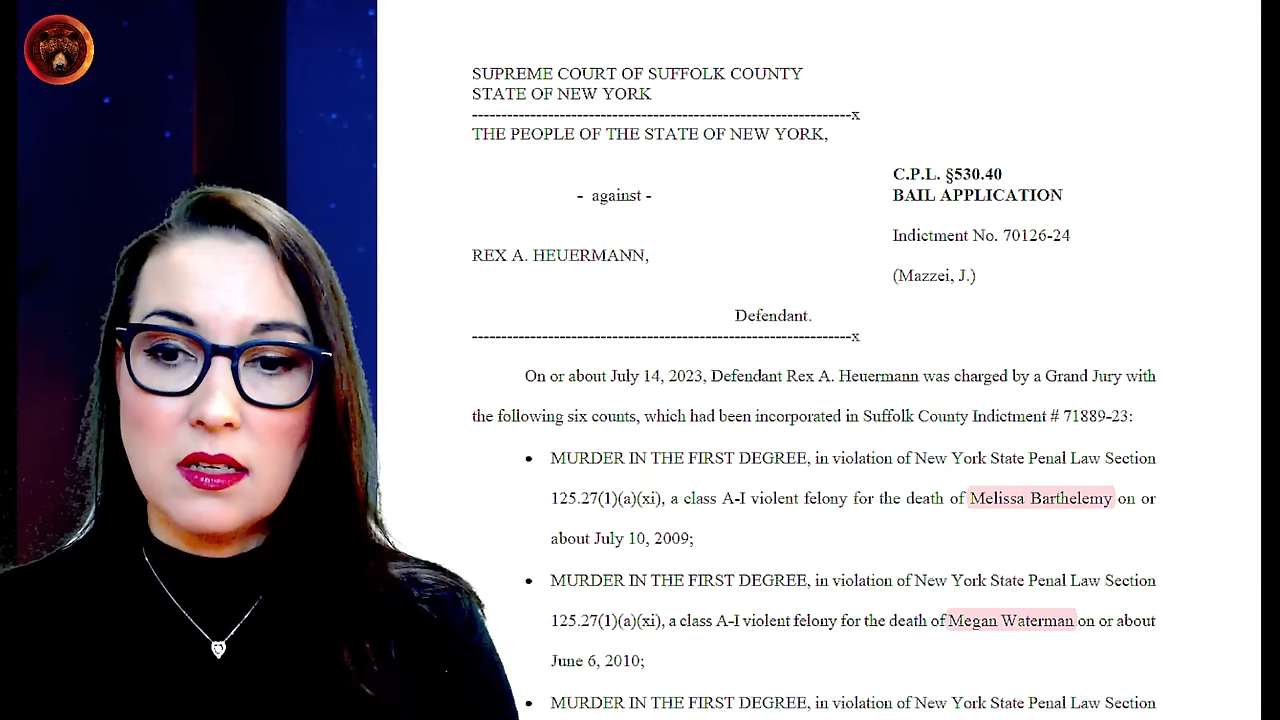 SUPREME COURT OF SUFFOLK COUNTY
STATE OF NEW YORK
----------------------------------------------------------------x
THE PEOPLE OF THE STATE OF NEW YORK,
C.P.L. §530.40
- against -
BAIL APPLICATION
Indictment No. 70126-24
REX A. HEUERMANN,
(Mazzei, J.)
Defendant.
----------------------------------------------------------------x
On or about July 14, 2023, Defendant Rex A. Heuermann was charged by a Grand Jury with
the following six counts, which had been incorporated in Suffolk County Indictment # 71889-23:
• MURDER IN THE FIRST DEGREE, in violation of New York State Penal Law Section
125.27(1)(a)(xi), a class A-I violent felony for the death of Melissa Barthelemy on or
about July 10, 2009;
• MURDER IN THE FIRST DEGREE, in violation of New York State Penal Law Section
125.27(1)(a)(xi), a class A-I violent felony for the death of Megan Waterman on or about
June 6, 2010;
• MURDER IN THE FIRST DEGREE, in violation of New York State Penal Law Section